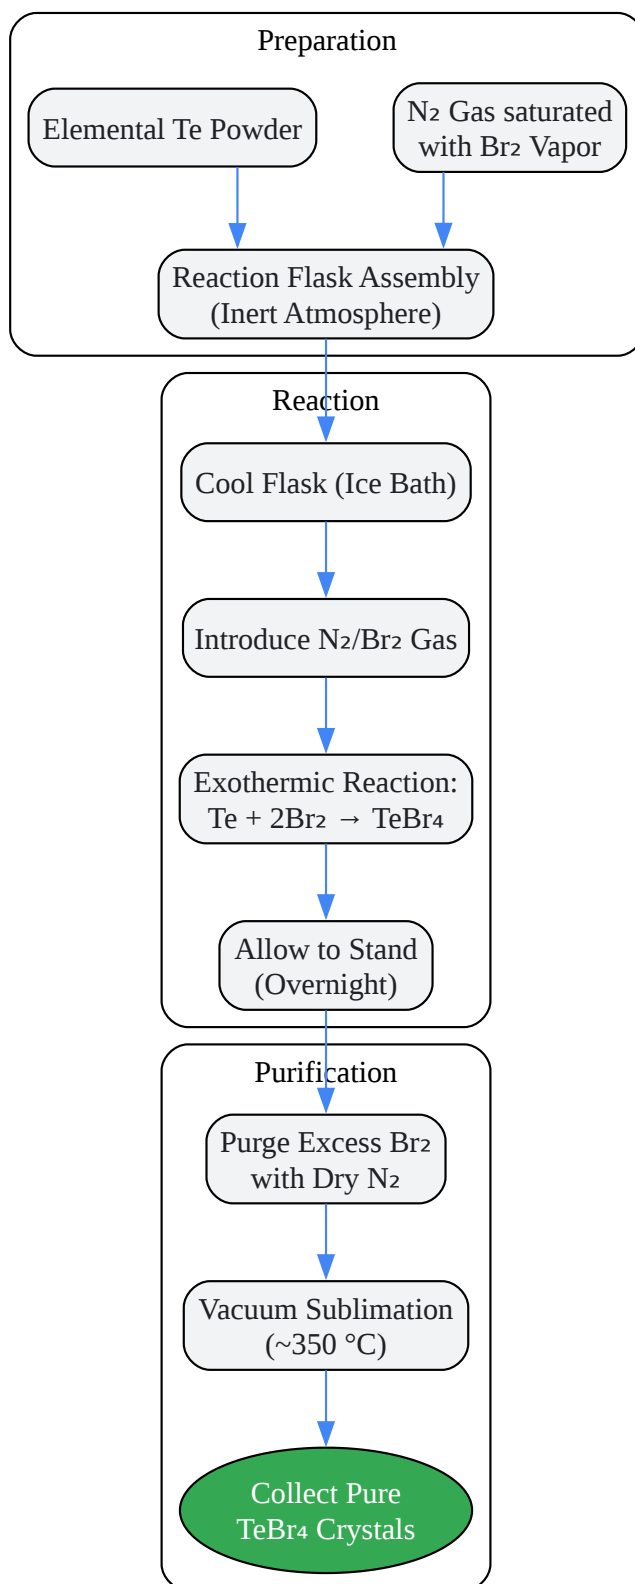 Preparation
Elemental Te Powder
N₂ Gas saturated
with Br₂ Vapor
Reaction Flask Assembly
(Inert Atmosphere)
Reaction
Cool Flask (Ice Bath)
Introduce N₂/Br₂ Gas
Exothermic Reaction:
Te + 2Br₂ → TeBr₄
Allow to Stand
(Overnight)
Purification
Purge Excess Br₂
with Dry N₂
Vacuum Sublimation
(~350 °C)
Collect Pure
TeBr₄ Crystals